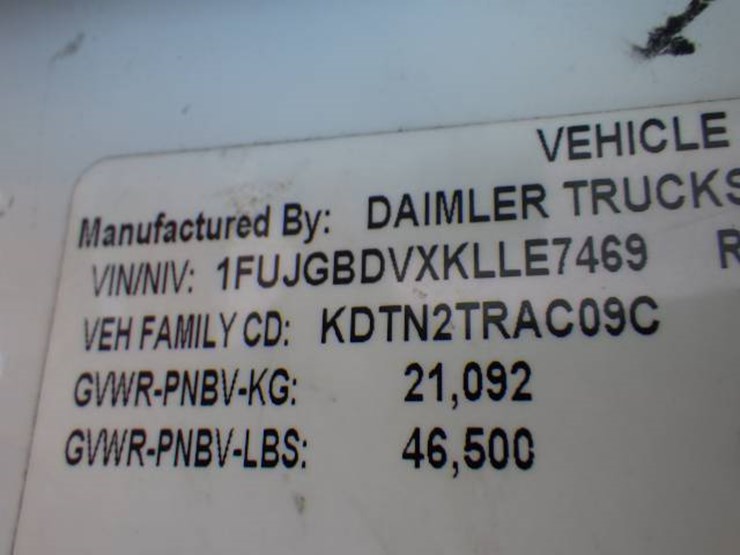 VEHICLE
Manufactured By: DAIMLER TRUCKS
VIN/NIV: 1FUJGBDVXKLLE7469 R
VEH FAMILY CD: KDTN2TRAC09C
GVWR-PNBV-KG: 21,092
GVWR-PNBV-LBS: 46,500